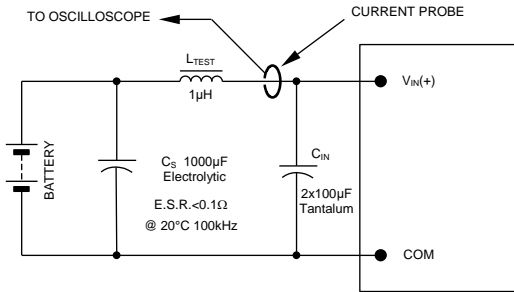 TO OSCILLOSCOPE
CURRENT PROBE
LTEST
1µH
VIN(+)
BATTERY
CS 1000µF
Electrolytic
E.S.R.<0.1Ω
@ 20°C 100kHz
CIN
2x100µF
Tantalum
COM